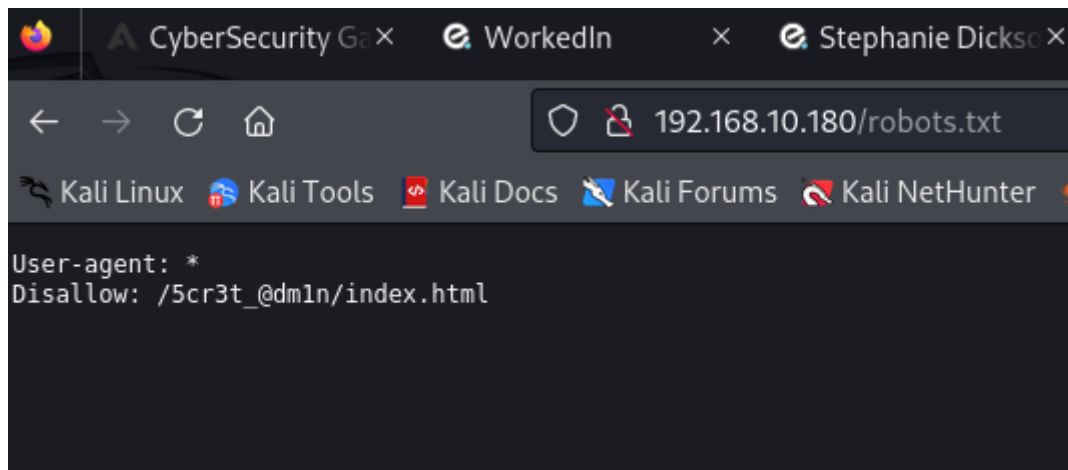 CyberSecurity Ga
WorkedIn
Stephanie Dickso
192.168.10.180/robots.txt
Kali Linux Kali Tools Kali Docs Kali Forums Kali NetHunter
User-agent: *
Disallow: /5cr3t_@dm1n/index.html